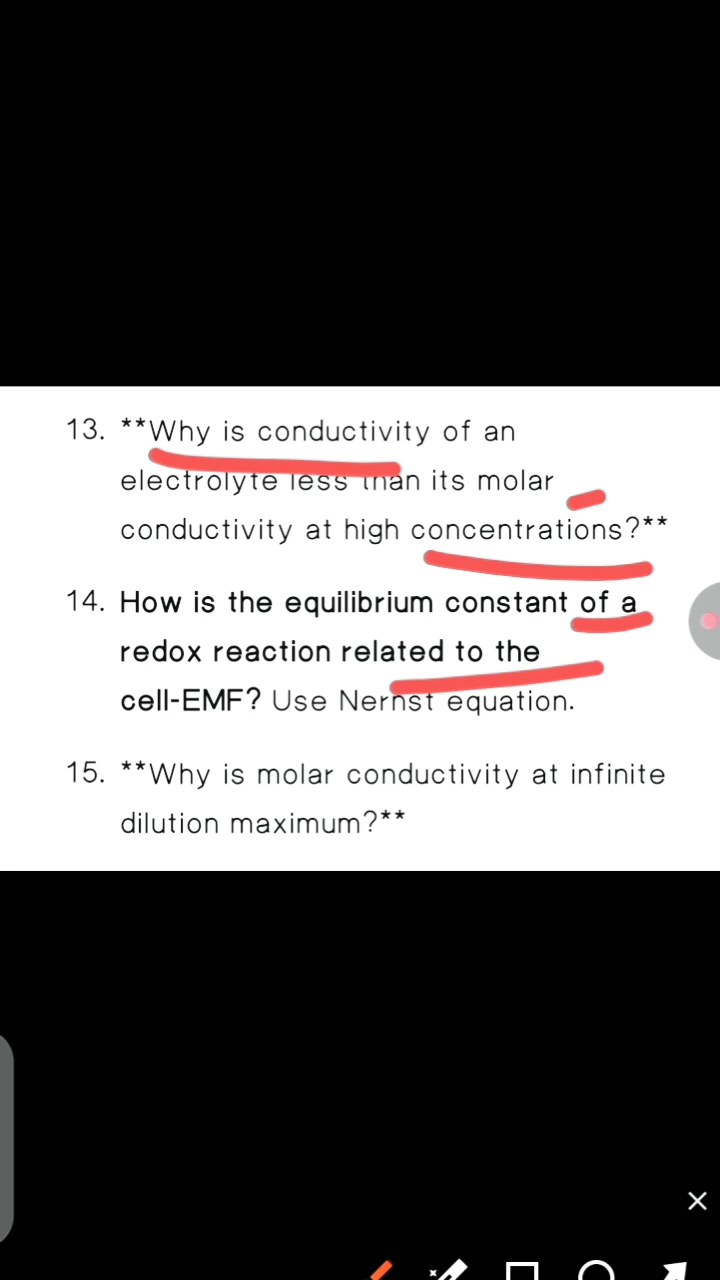 13. **Why is conductivity of an
electrolyte less than its molar
conductivity at high concentrations?**
14. How is the equilibrium constant of a
redox reaction related to the
cell-EMF? Use Nernst equation.
15. **Why is molar conductivity at infinite
dilution maximum?**